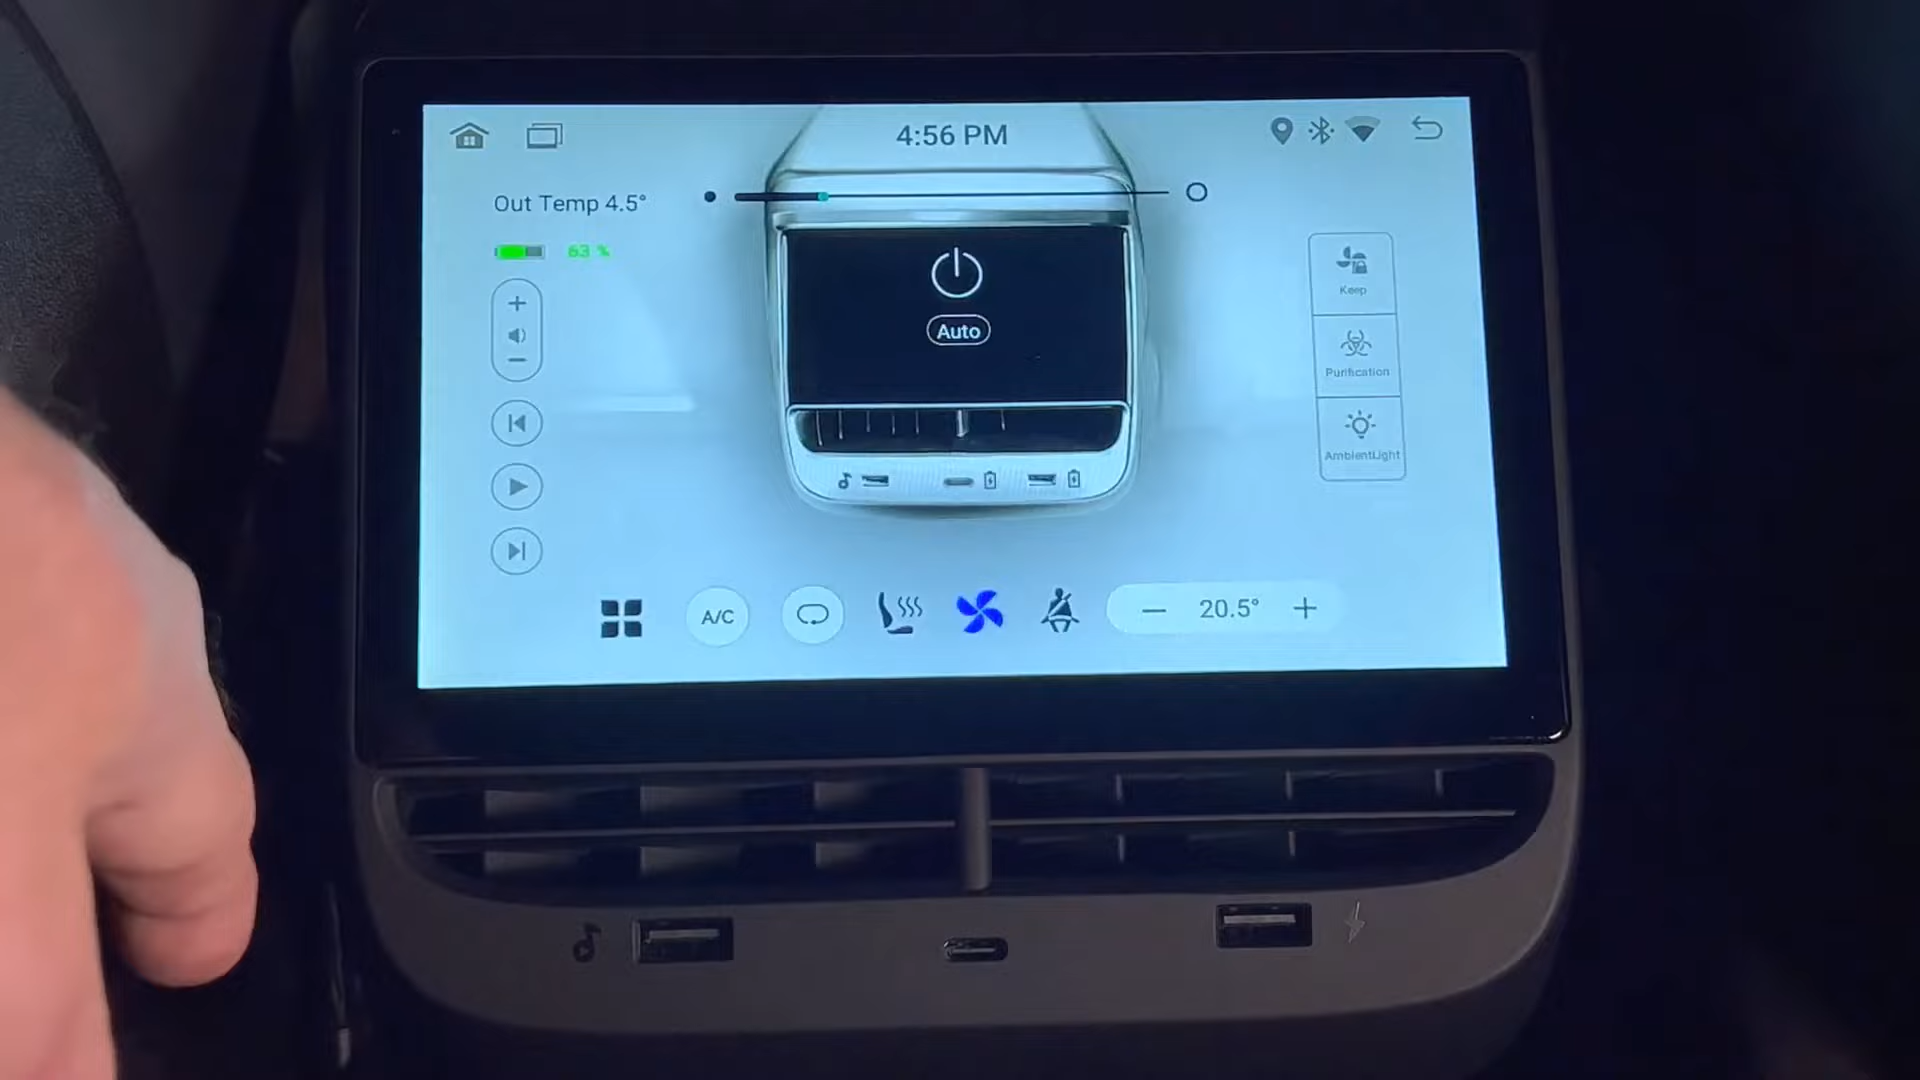 4:56 PM
Out Temp 4.5°
63 %
Auto
Keep
Purification
AmbientLight
A/C
− 20.5° +